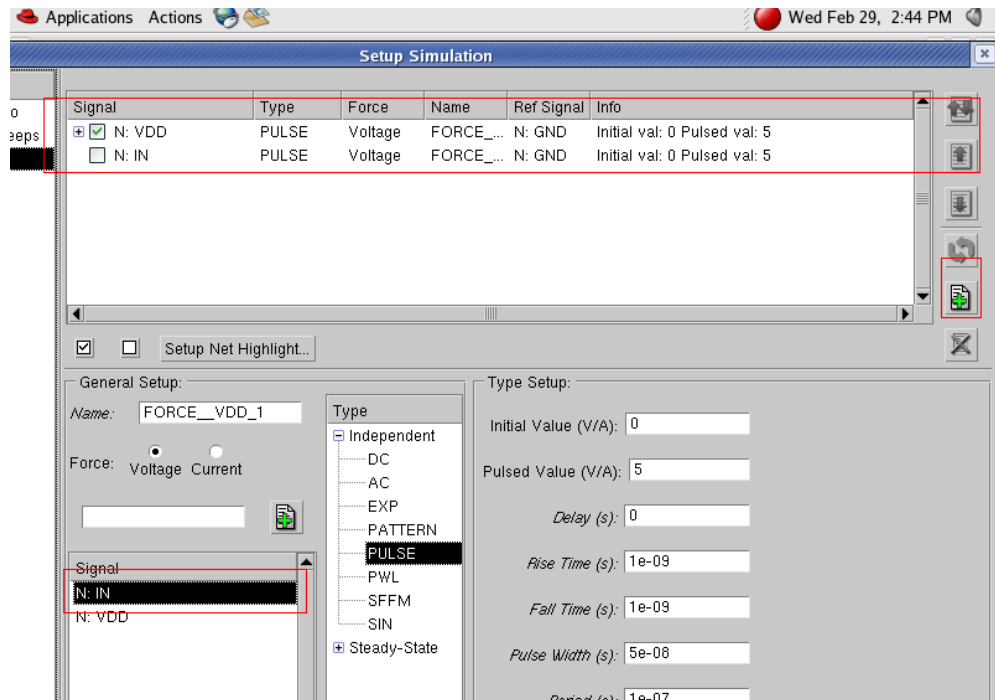 Applications Actions Wed Feb 29, 2:44 PM
Setup Simulation
Signal Type Force Name Ref Signal Info
N: VDD PULSE Voltage FORCE_... N: GND Initial val: 0 Pulsed val: 5
N: IN PULSE Voltage FORCE_... N: GND Initial val: 0 Pulsed val: 5
o
eeps
Setup Net Highlight...
General Setup:
Name: FORCE__VDD_1
Force: Voltage Current
Signal
N: IN
N: VDD
Type
Independent
DC
AC
EXP
PATTERN
PULSE
PWL
SFFM
SIN
Steady-State
Type Setup:
Initial Value (V/A): 0
Pulsed Value (V/A): 5
Delay (s): 0
Rise Time (s): 1e-09
Fall Time (s): 1e-09
Pulse Width (s): 5e-08
Period (s): 1e-07